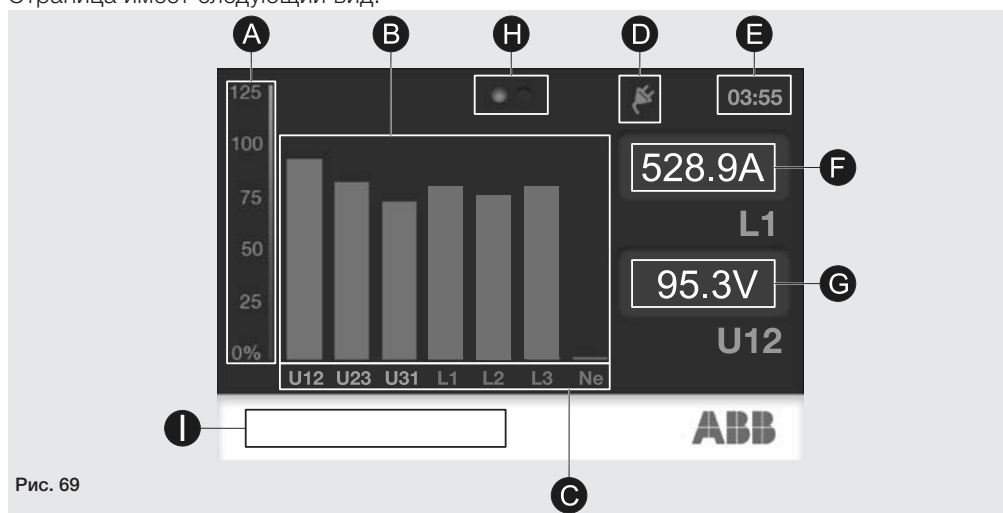 Страница имеет следующий вид:
A B H D E
125 03:55
100
528.9A F
75
L1
50
95.3V G
25
U12
0%
U12 U23 U31 L1 L2 L3 Ne
I ABB
Рис. 69 C